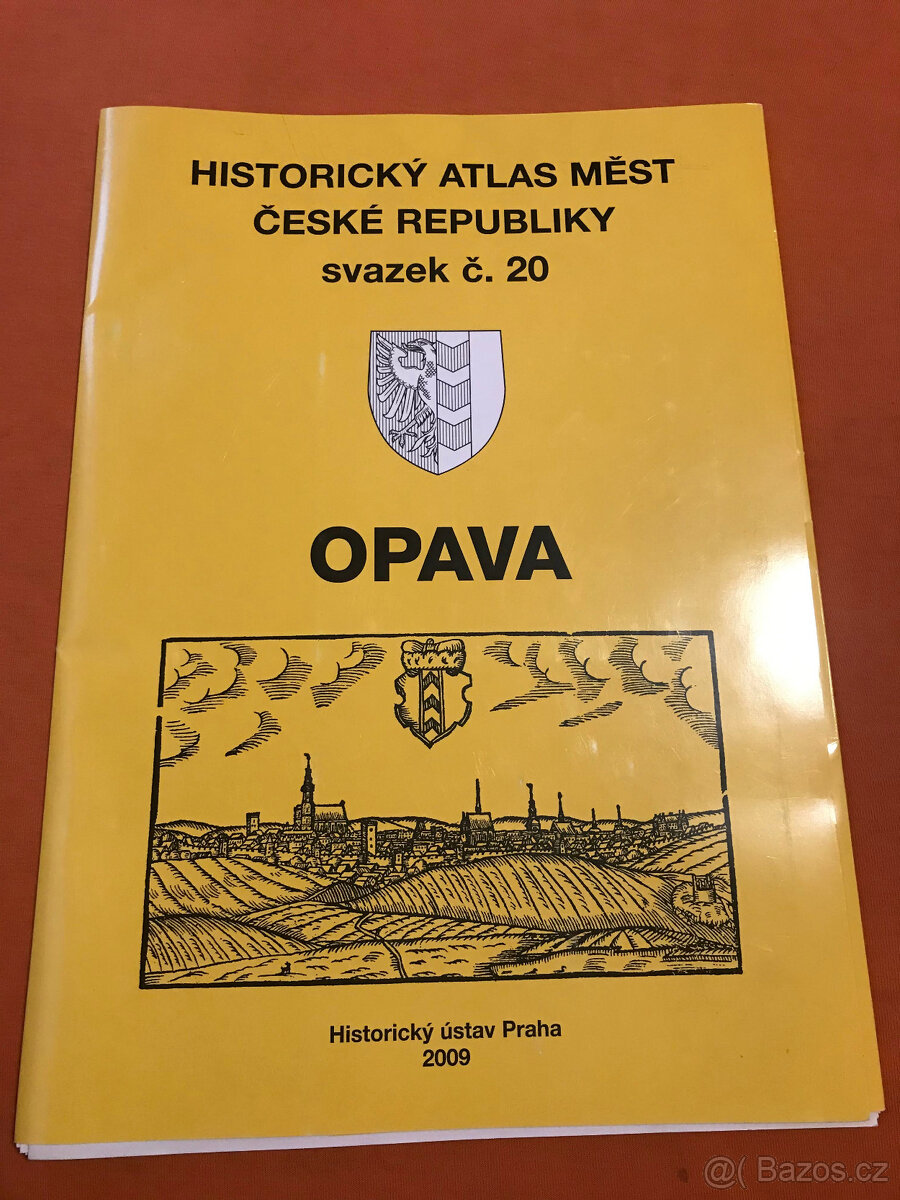 HISTORICKÝ ATLAS MĚST
ČESKÉ REPUBLIKY
svazek č. 20
OPAVA
Historický ústav Praha
2009
@( Bazos.cz